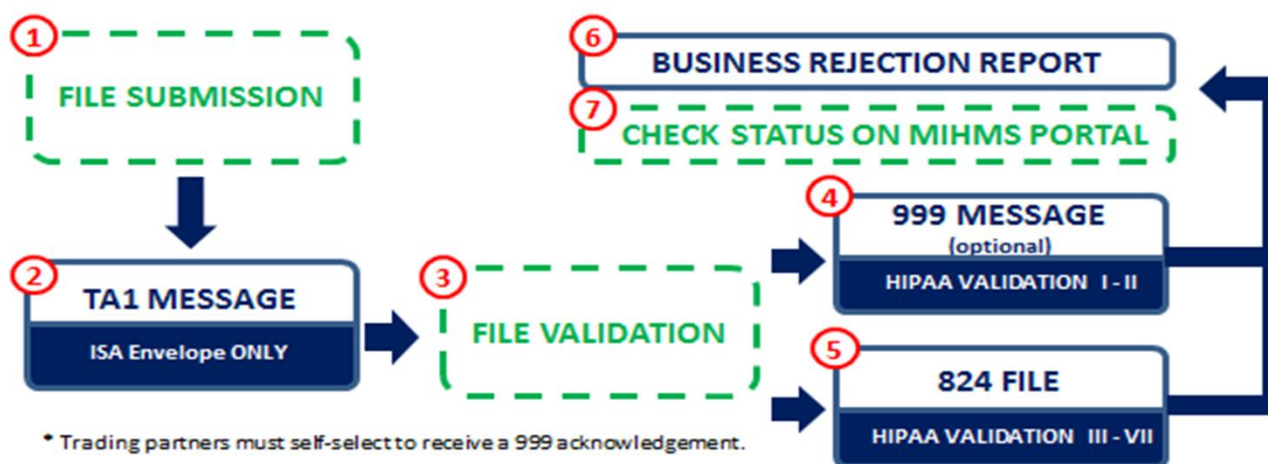 1
FILE SUBMISSION
2
TA1 MESSAGE
ISA Envelope ONLY
3
FILE VALIDATION
4
999 MESSAGE
(optional)
HIPAA VALIDATION I - II
5
824 FILE
HIPAA VALIDATION III - VII
6
BUSINESS REJECTION REPORT
7
CHECK STATUS ON MIHMS PORTAL
* Trading partners must self-select to receive a 999 acknowledgement.